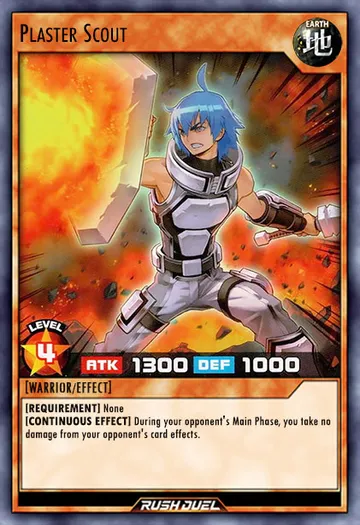 PLASTER SCOUT
EARTH
地
LEVEL
4
ATK 1300 DEF 1000
[WARRIOR/EFFECT]
[REQUIREMENT] None
[CONTINUOUS EFFECT] During your opponent's Main Phase, you take no
damage from your opponent's card effects.
RUSH DUEL